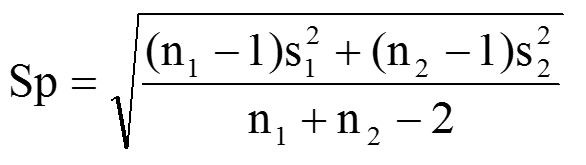 Sp = √(((n₁ − 1)s₁² + (n₂ − 1)s₂²) / (n₁ + n₂ − 2))